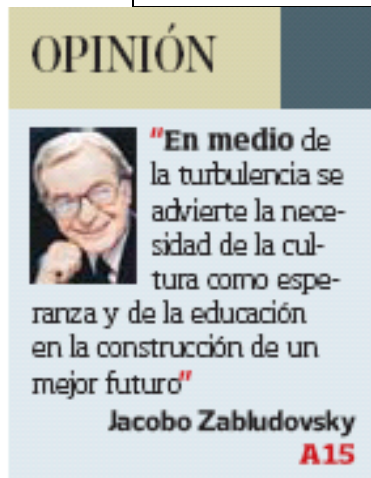 OPINIÓN
"En medio de
la turbulencia se
advierte la nece-
sidad de la cul-
tura como espe-
ranza y de la educación
en la construcción de un
mejor futuro"
Jacobo Zabludovsky
A15